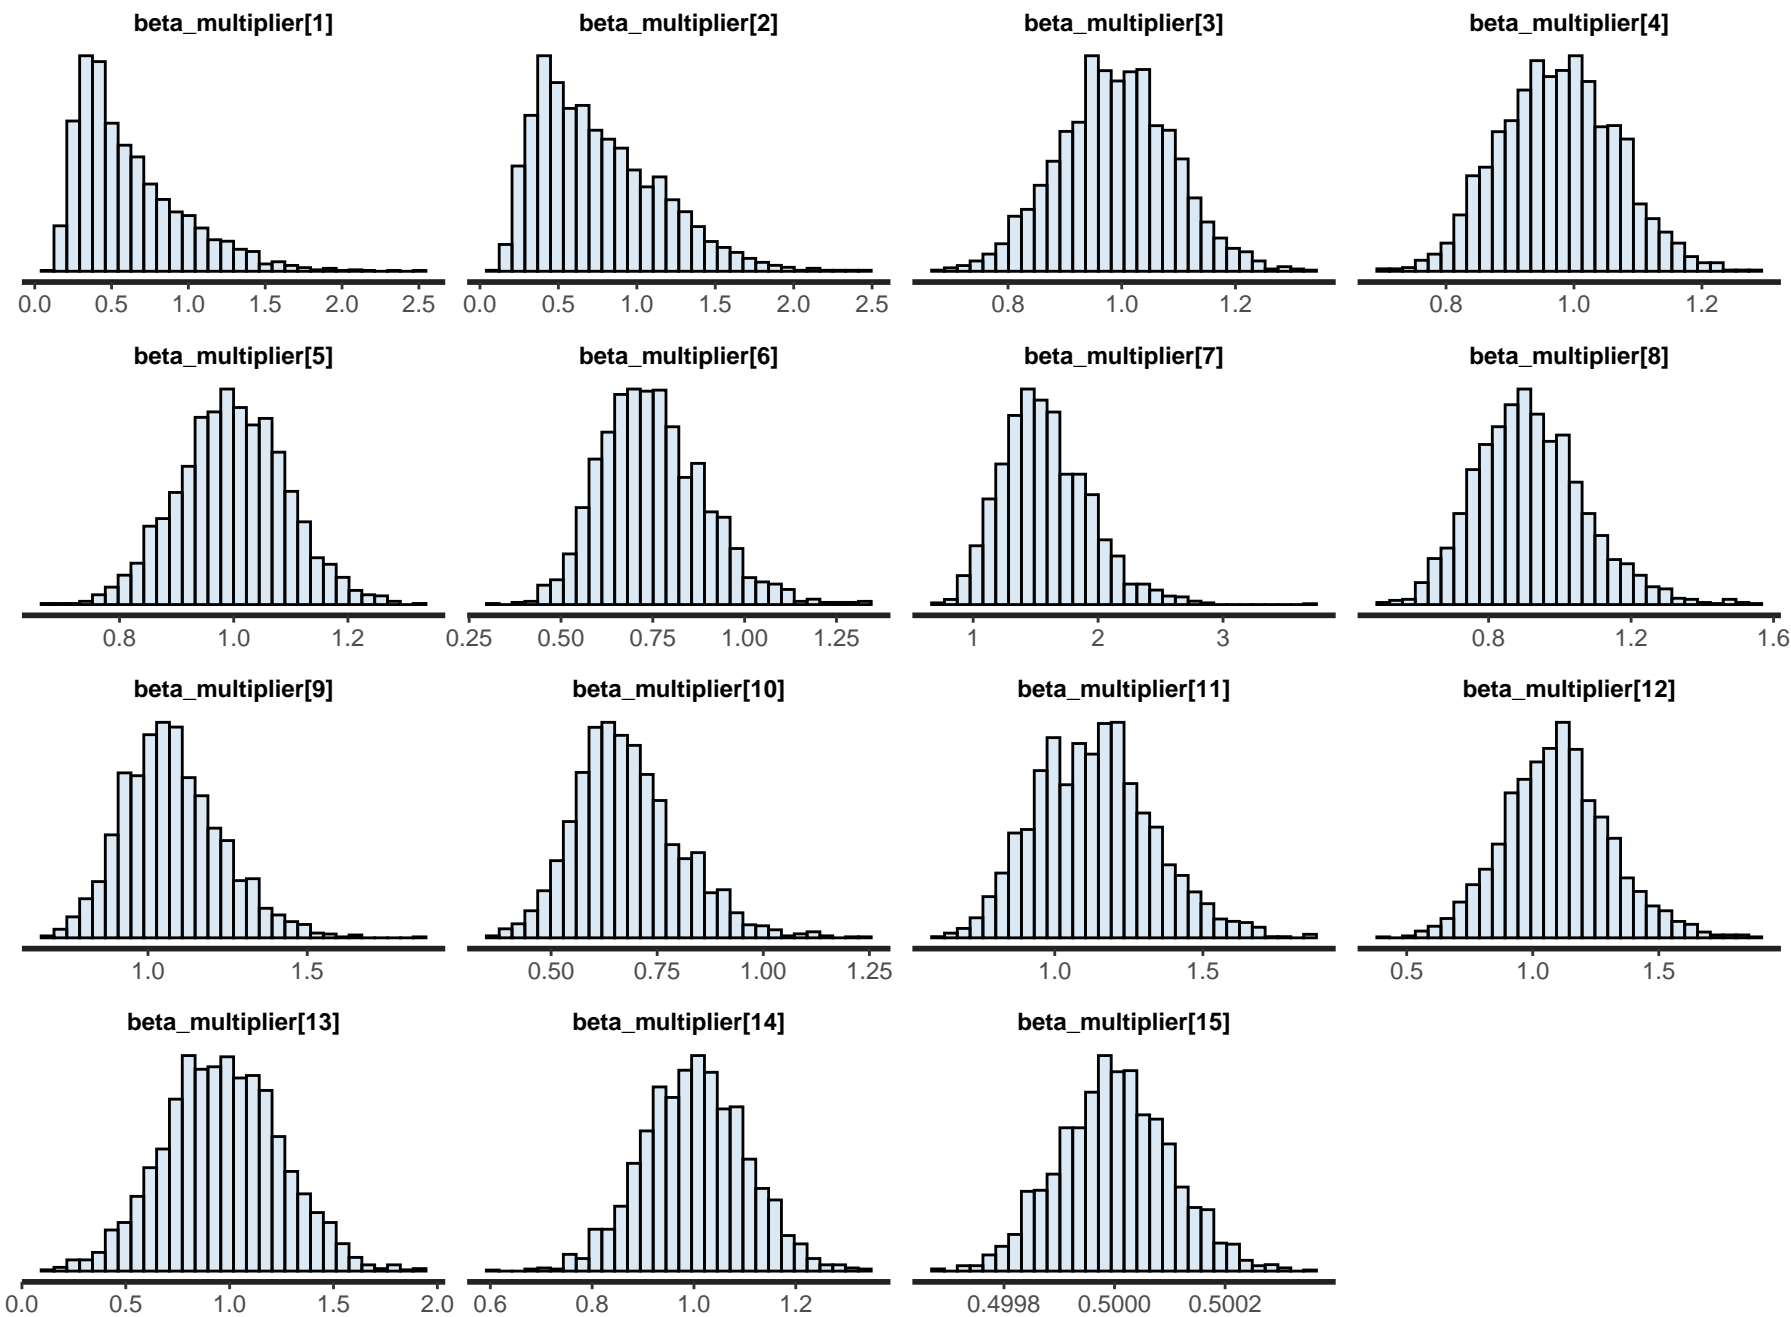 beta_multiplier[1] beta_multiplier[2] beta_multiplier[3] beta_multiplier[4]
0.0 0.5 1.0 1.5 2.0 2.5 0.0 0.5 1.0 1.5 2.0 2.5 0.8 1.0 1.2 0.8 1.0 1.2
beta_multiplier[5] beta_multiplier[6] beta_multiplier[7] beta_multiplier[8]
0.8 1.0 1.2 0.25 0.50 0.75 1.00 1.25 1 2 3 0.8 1.2 1.6
beta_multiplier[9] beta_multiplier[10] beta_multiplier[11] beta_multiplier[12]
1.0 1.5 0.50 0.75 1.00 1.25 1.0 1.5 0.5 1.0 1.5
beta_multiplier[13] beta_multiplier[14] beta_multiplier[15]
0.0 0.5 1.0 1.5 2.0 0.6 0.8 1.0 1.2 0.4998 0.5000 0.5002